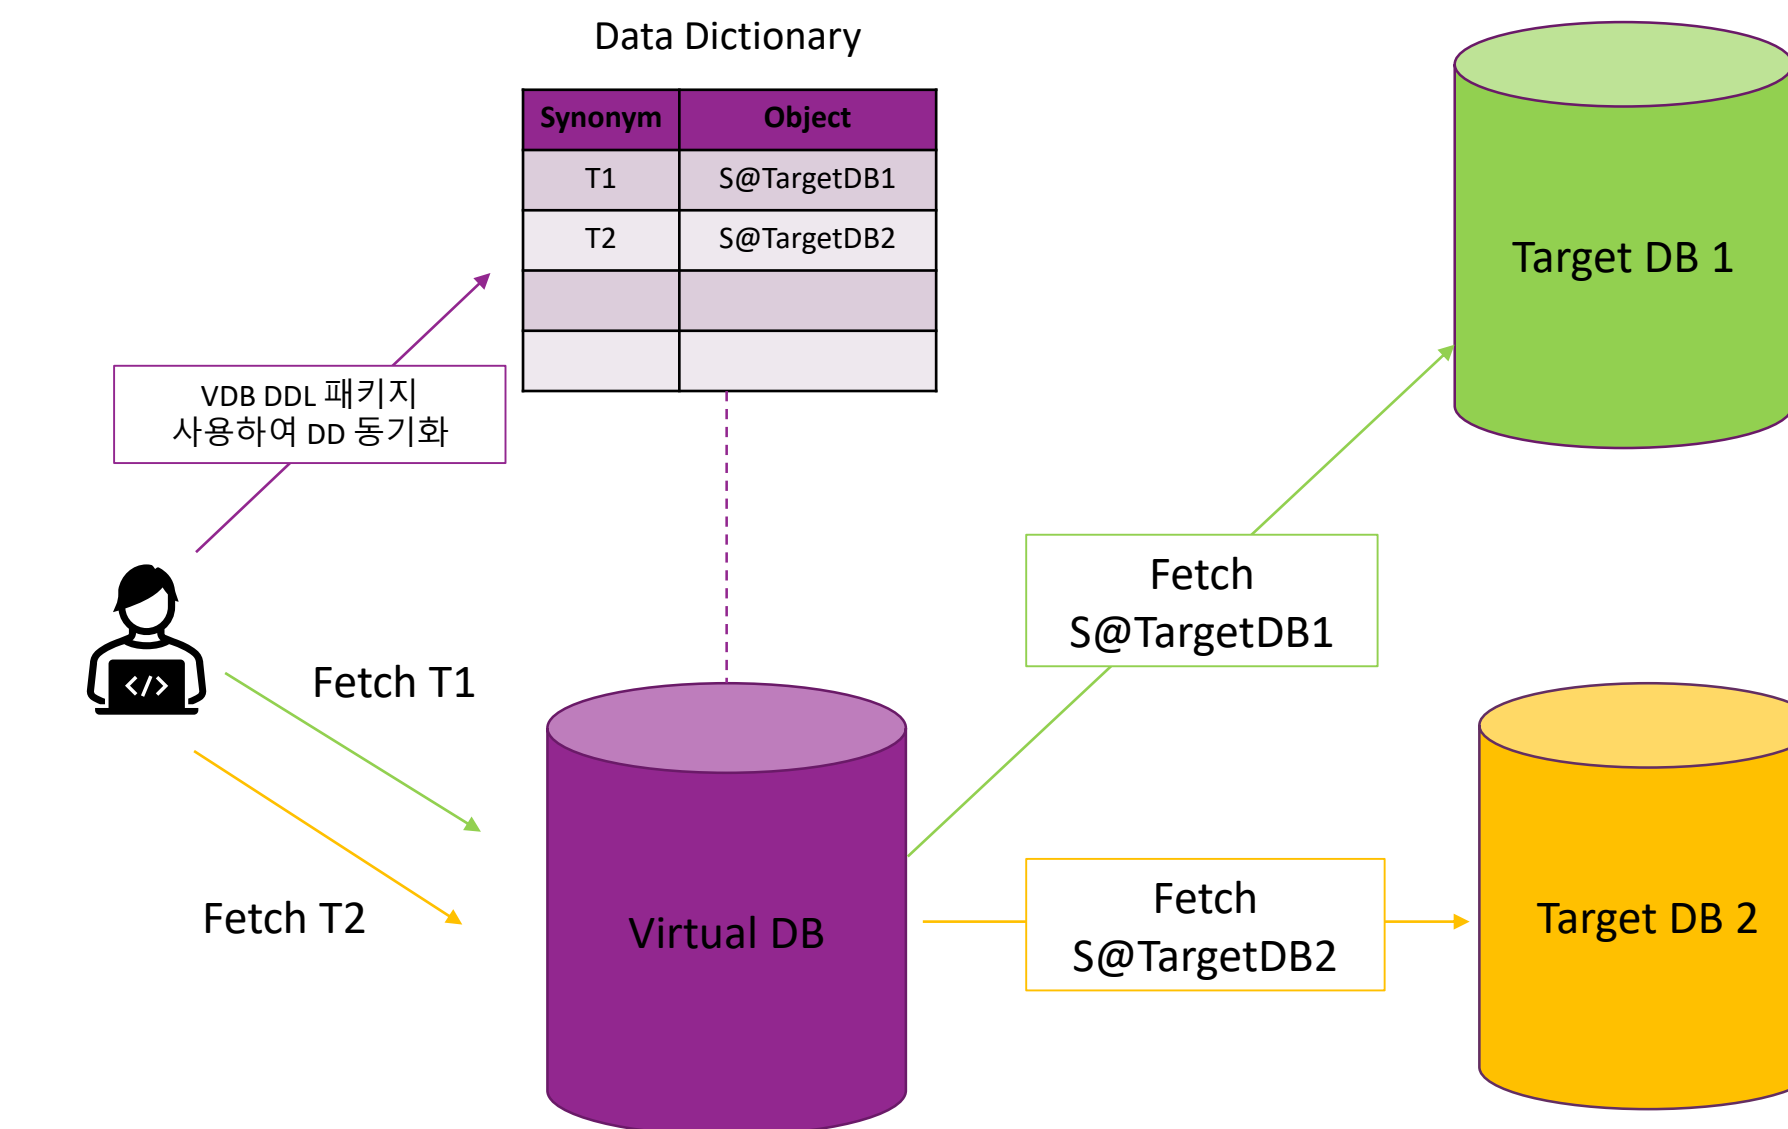 Data Dictionary
Synonym Object
T1 S@TargetDB1
T2 S@TargetDB2
VDB DDL 패키지
사용하여 DD 동기화
Target DB 1
Fetch
S@TargetDB1
</>
Fetch T1
Fetch T2
Virtual DB
Fetch
S@TargetDB2
Target DB 2